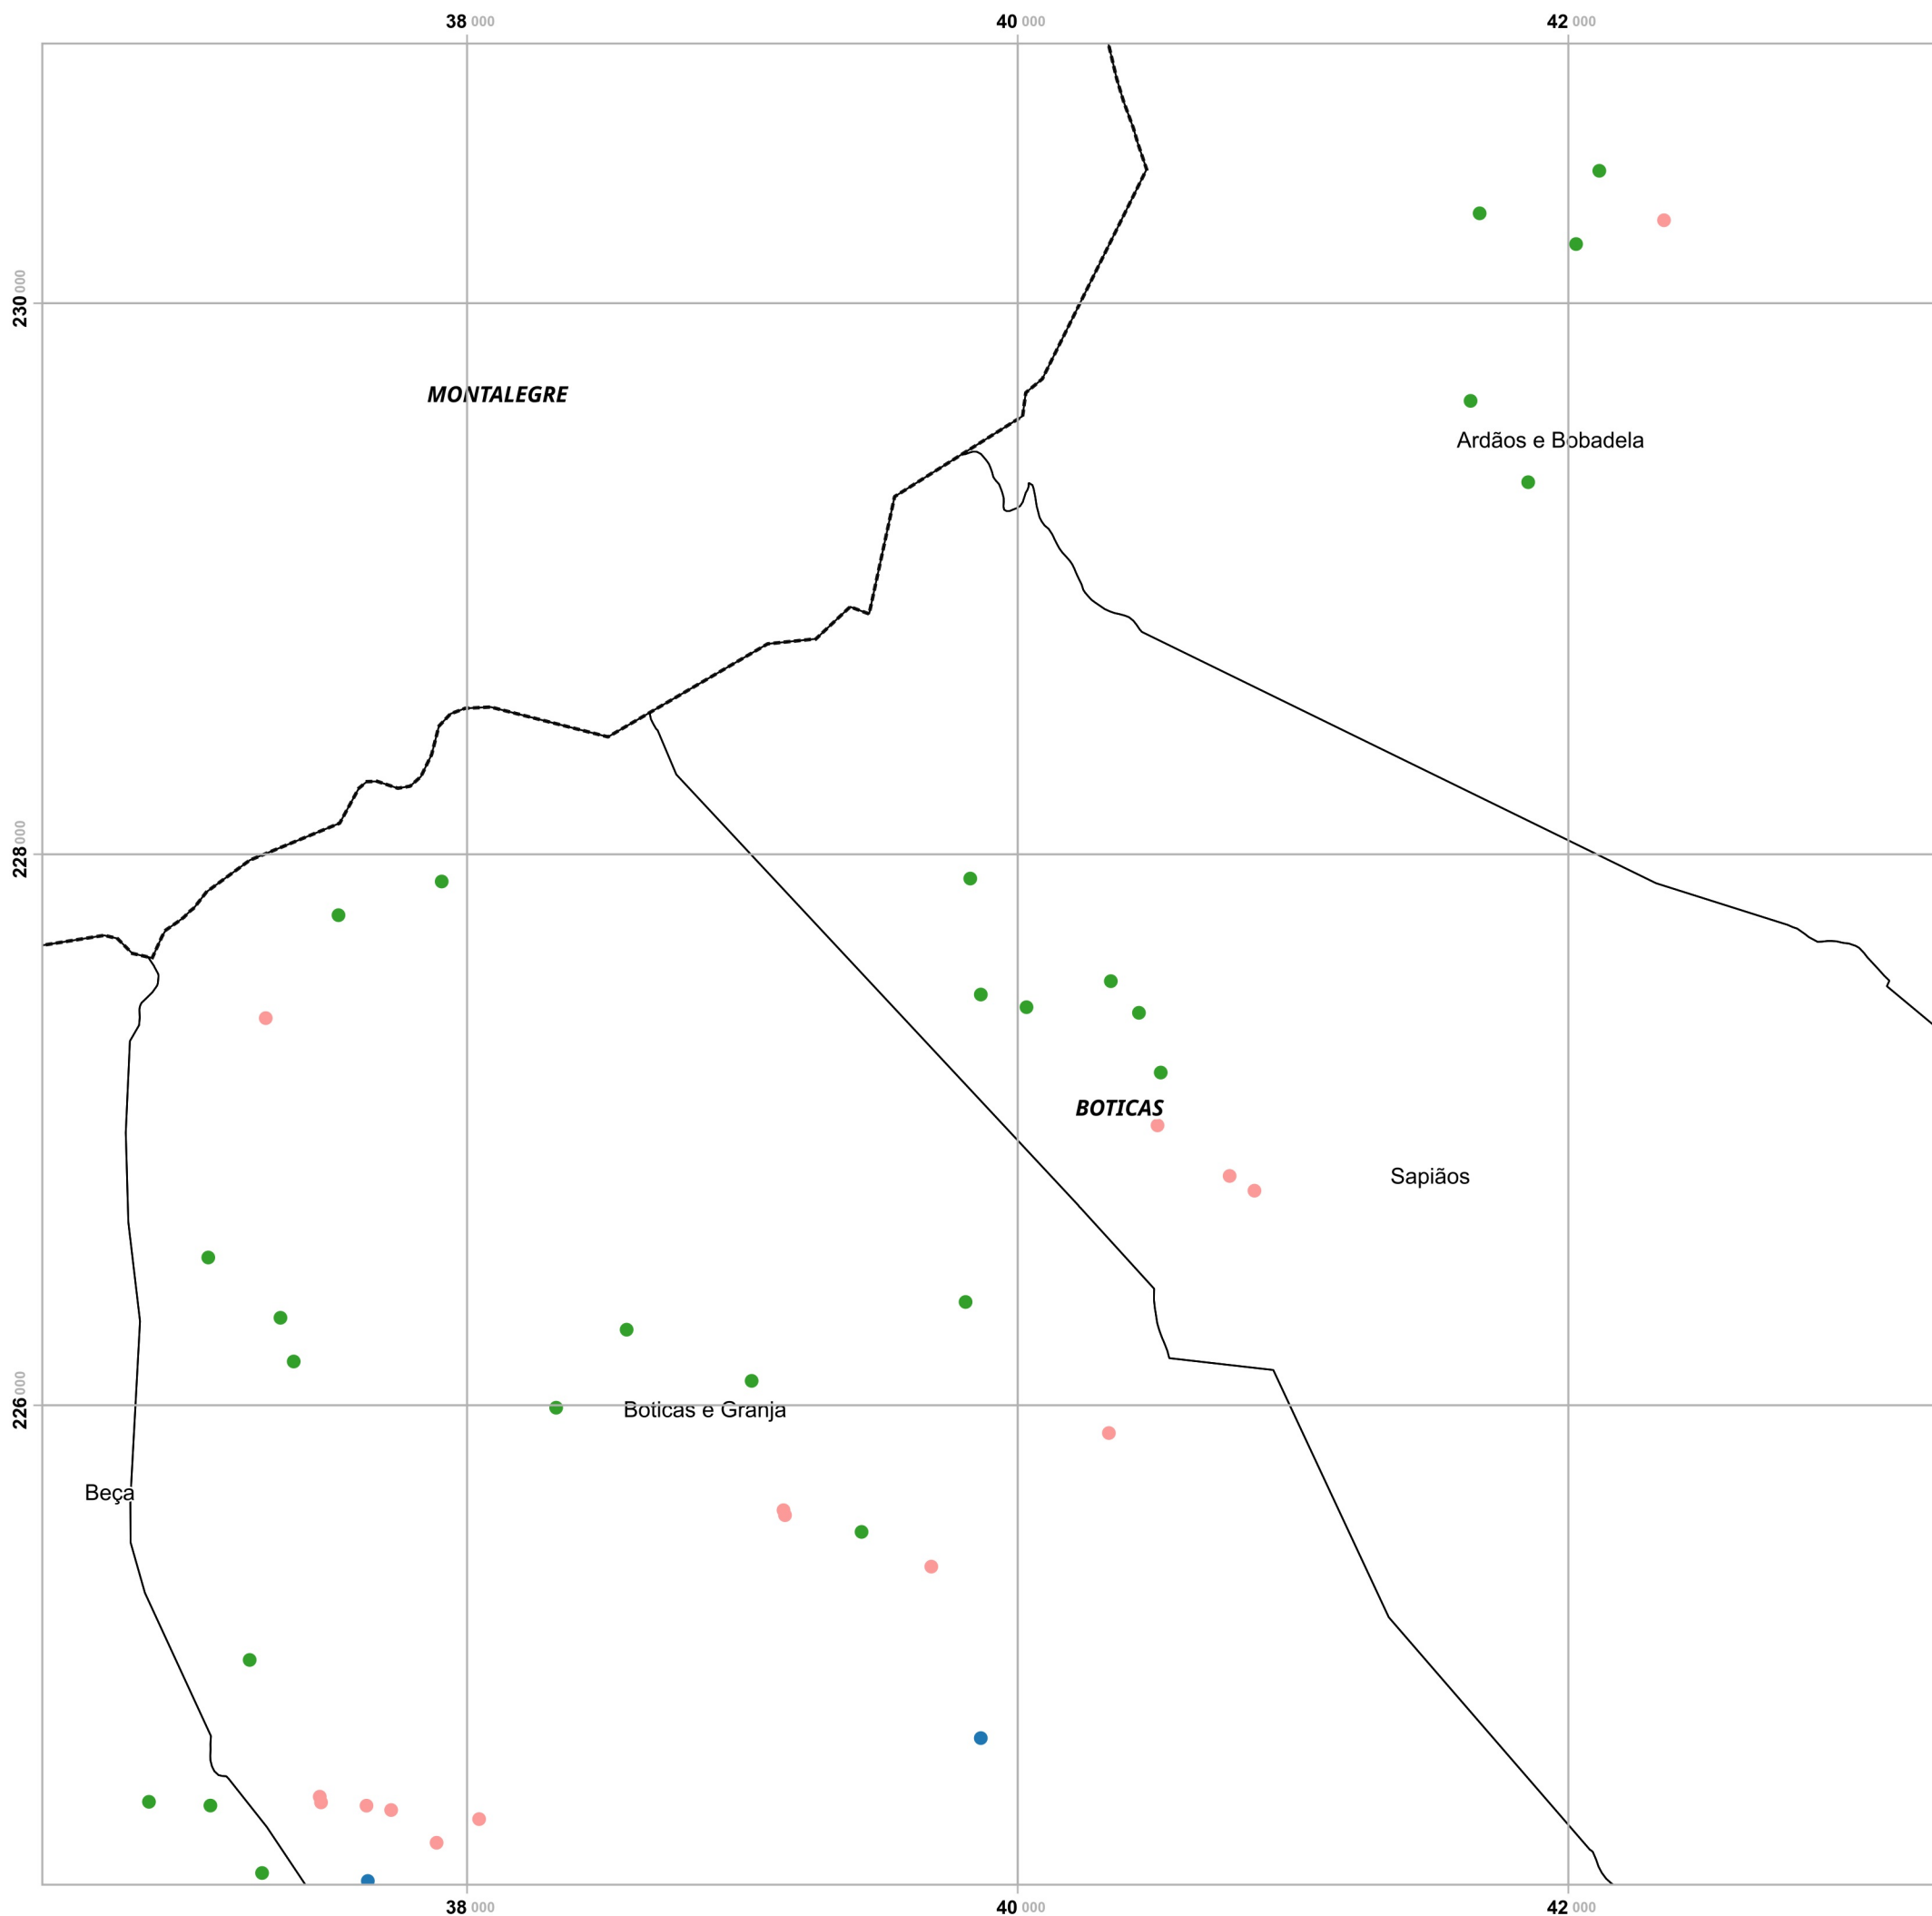 38 000
40 000
42 000
230 000
MONTALEGRE
Ardãos e Bobadela
228 000
BOTICAS
Sapiãos
226 000
Boticas e Granja
Beça
38 000
40 000
42 000